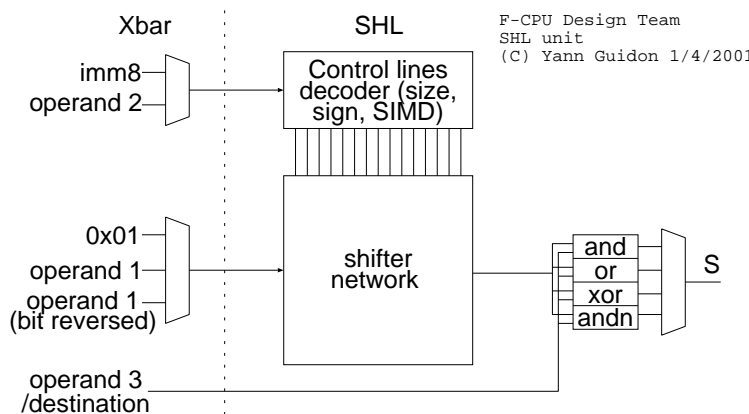 Xbar
SHL
F-CPU Design Team
SHL unit
(C) Yann Guidon 1/4/2001
imm8
operand 2
Control lines
decoder (size,
sign, SIMD)
0x01
operand 1
operand 1
(bit reversed)
shifter
network
and
or
xor
andn
S
operand 3
/destination